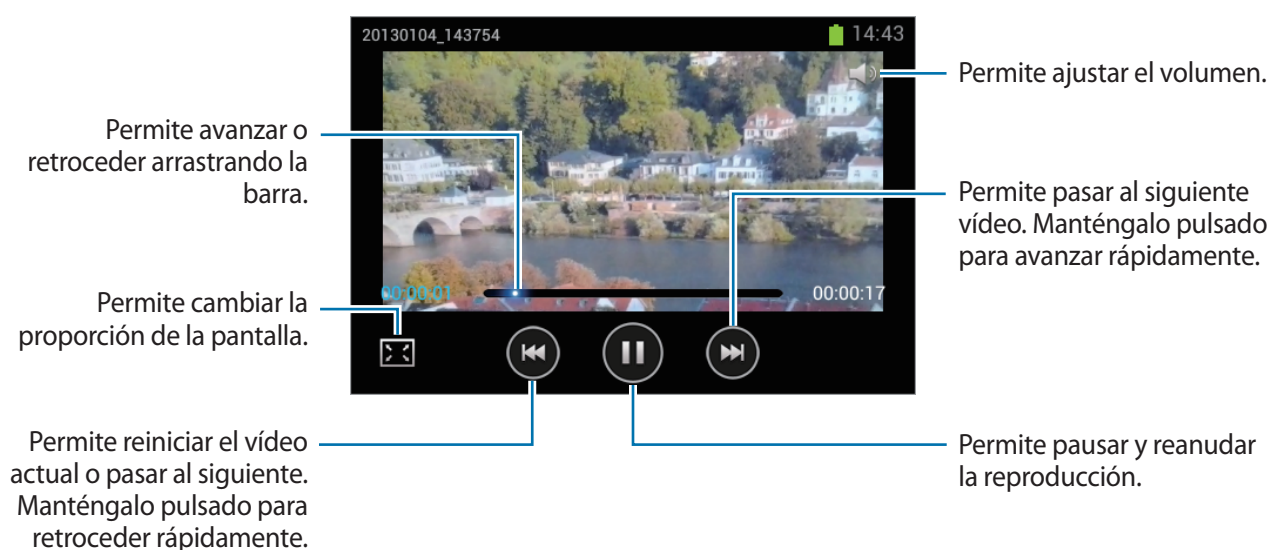 20130104_143754
14:43
Permite ajustar el volumen.
Permite avanzar o
retroceder arrastrando la
barra.
Permite pasar al siguiente
vídeo. Manténgalo pulsado
para avanzar rápidamente.
00:00:01
00:00:17
Permite cambiar la
proporción de la pantalla.
Permite reiniciar el vídeo
actual o pasar al siguiente.
Manténgalo pulsado para
retroceder rápidamente.
Permite pausar y reanudar
la reproducción.